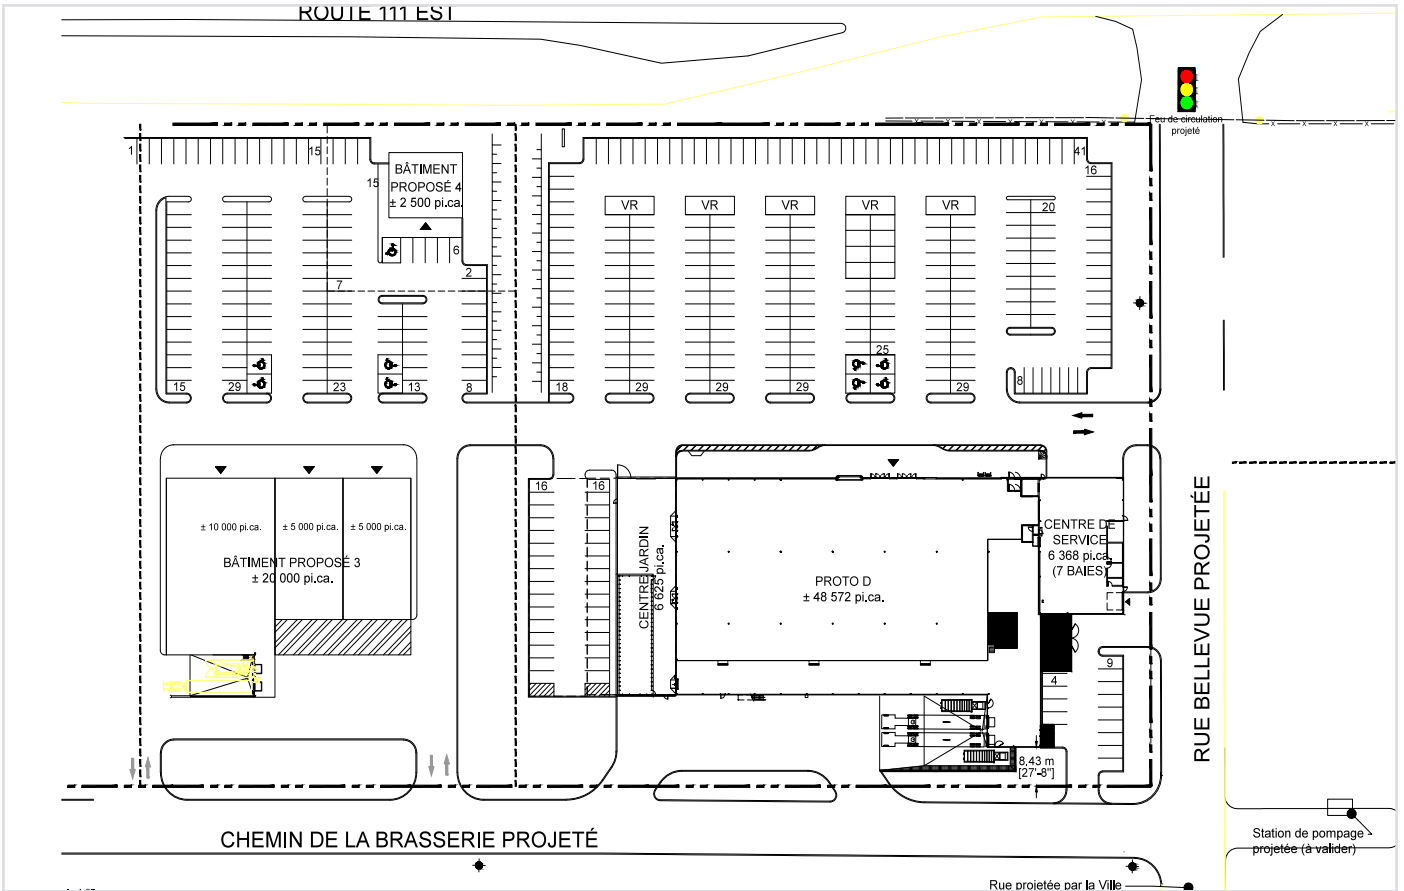 ROUTE 111 EST
Feu de circulation
projeté
1
15
41
BÂTIMENT
PROPOSÉ 4
± 2 500 pi.ca.
15
16
VR
VR
VR
VR
VR
20
6
2
7
25
15
29
23
13
8
18
29
29
29
29
8
16
16
± 10 000 pi.ca.
± 5 000 pi.ca.
± 5 000 pi.ca.
BÂTIMENT PROPOSÉ 3
± 20 000 pi.ca.
CENTRE JARDIN
6 625 pi.ca.
PROTO D
± 48 572 pi.ca.
CENTRE DE
SERVICE
6 368 pi.ca.
(7 BAIES)
RUE BELLEVUE PROJETÉE
9
4
8,43 m
[27'-8"]
CHEMIN DE LA BRASSERIE PROJETÉ
Station de pompage
projetée (à valider)
Rue projetée par la Ville